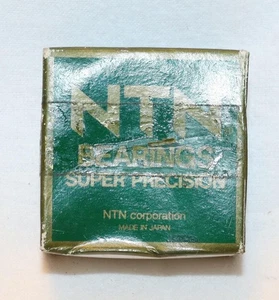 NTN
BEARINGS
SUPER PRECISION
NTN corporation
MADE IN JAPAN